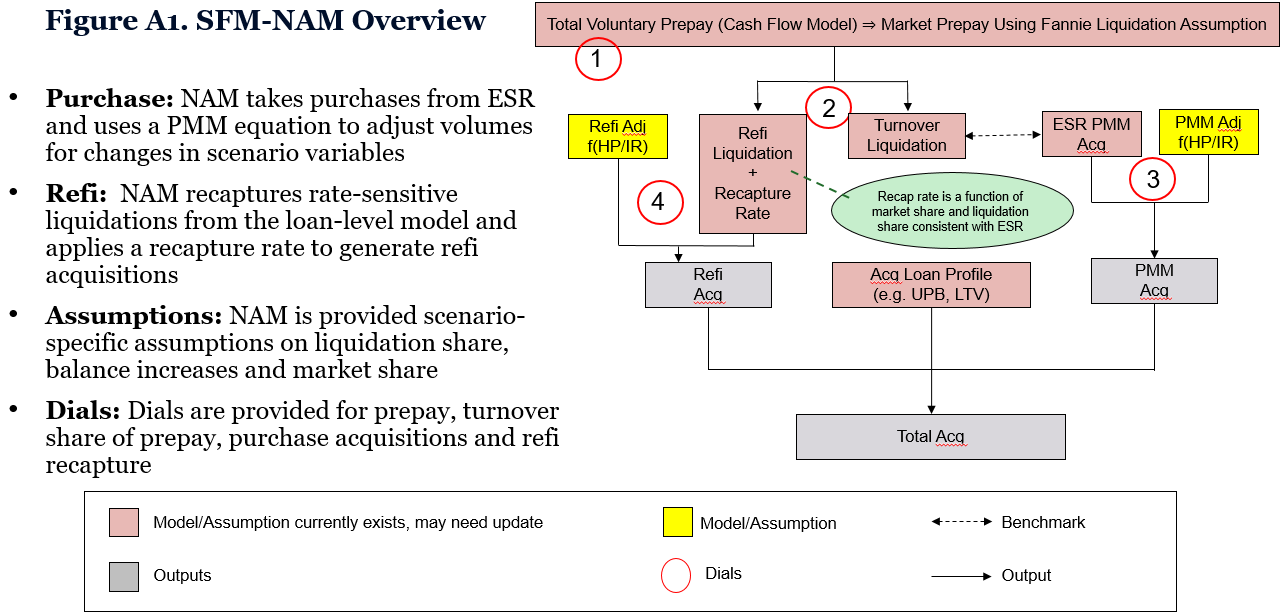 Figure A1. SFM-NAM Overview
• Purchase: NAM takes purchases from ESR
and uses a PMM equation to adjust volumes
for changes in scenario variables
• Refi:  NAM recaptures rate-sensitive
liquidations from the loan-level model and
applies a recapture rate to generate refi
acquisitions
• Assumptions: NAM is provided scenario-
specific assumptions on liquidation share,
balance increases and market share
• Dials: Dials are provided for prepay, turnover
share of prepay, purchase acquisitions and refi
recapture
Total Voluntary Prepay (Cash Flow Model) ⇒ Market Prepay Using Fannie Liquidation Assumption
1
2
Refi Adj
f(HP/IR)
Refi
Liquidation
+
Recapture
Rate
Turnover
Liquidation
ESR PMM
Acq
PMM Adj
f(HP/IR)
3
4
Recap rate is a function of
market share and liquidation
share consistent with ESR
Refi
Acq
Acq Loan Profile
(e.g. UPB, LTV)
PMM
Acq
Total Acq
Model/Assumption currently exists, may need update
Model/Assumption
Benchmark
Outputs
Dials
Output